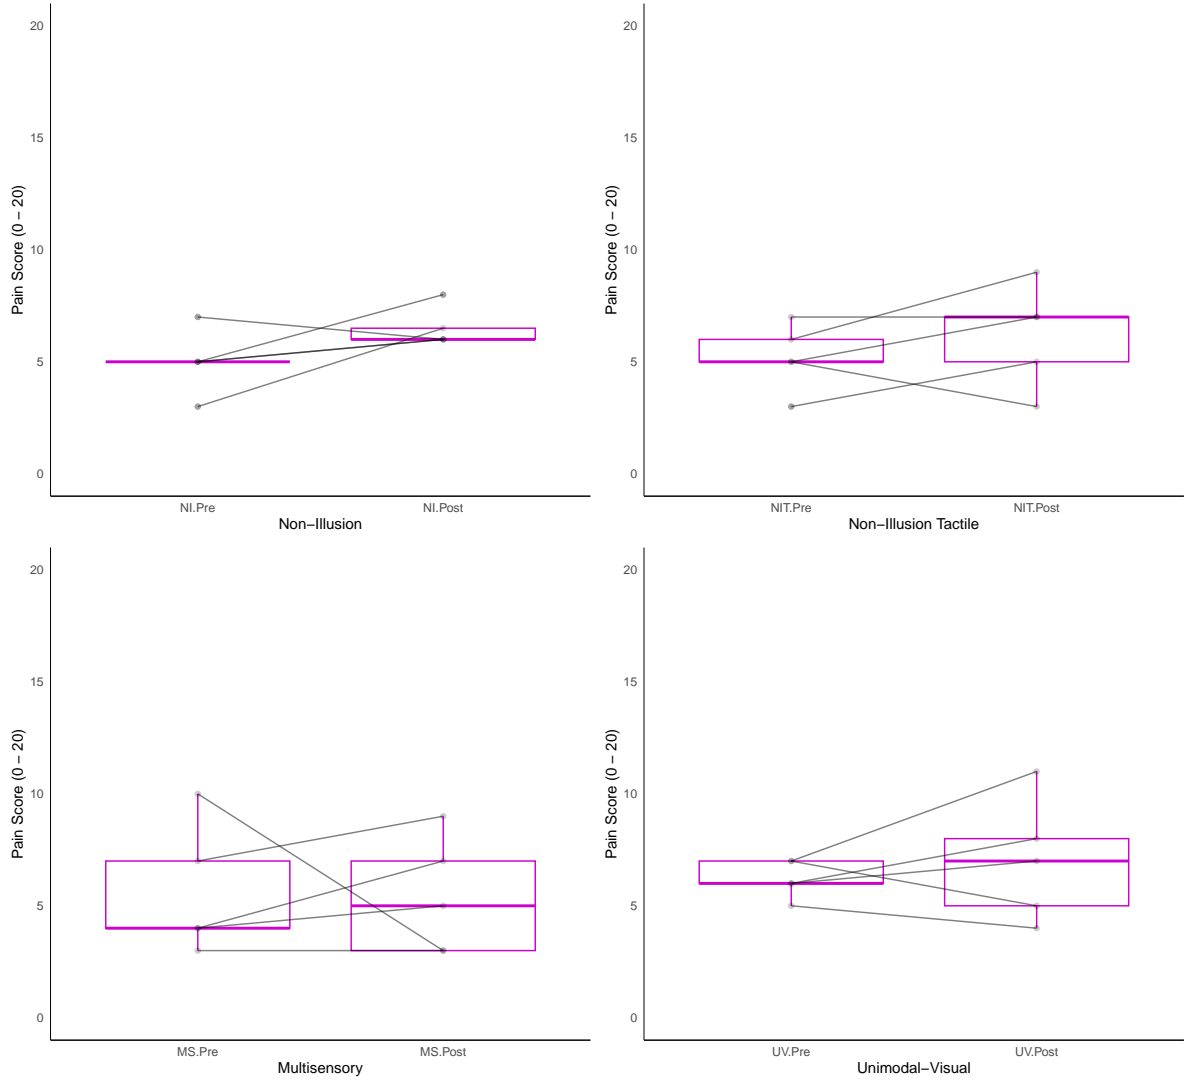 20
15
10
5
0
Pain Score (0 − 20)
NI.Pre
NI.Post
Non−Illusion
20
15
10
5
0
Pain Score (0 − 20)
NIT.Pre
NIT.Post
Non−Illusion Tactile
20
15
10
5
0
Pain Score (0 − 20)
MS.Pre
MS.Post
Multisensory
20
15
10
5
0
Pain Score (0 − 20)
UV.Pre
UV.Post
Unimodal−Visual